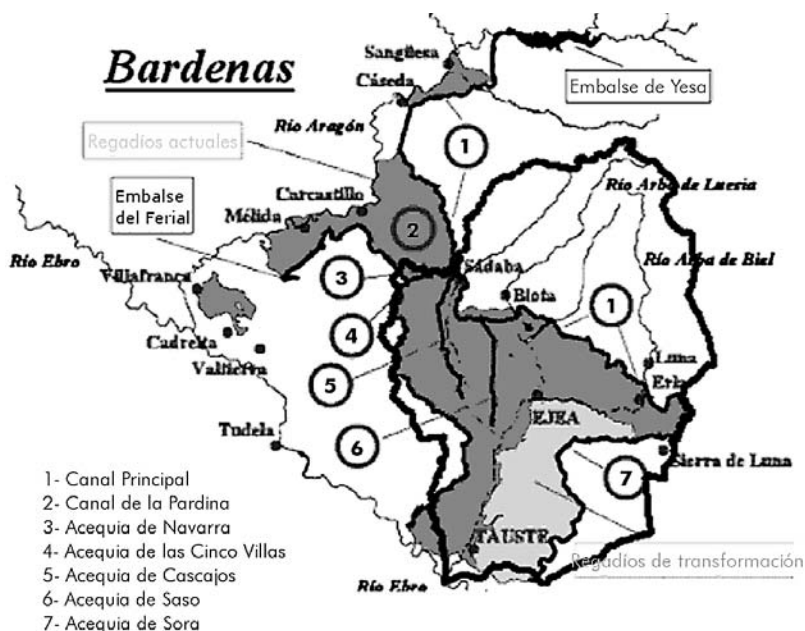 Bardenas
Sangüesa
Cáseda
Embalse de Yesa
Río Aragón
Regadíos actuales
1
Río Arba de Luesia
Embalse
del Ferial
Carcastillo
Mélida
2
Río Arba de Biel
Río Ebro
Villafranca
3
Sádaba
Biota
1
4
Cadreita
Valtierra
5
Luna
Erla
Tudela
6
EJEA
7
Sierra de Luna
TAUSTE
Regadíos de transformación
Río Ebro
1- Canal Principal
2- Canal de la Pardina
3- Acequia de Navarra
4- Acequia de las Cinco Villas
5- Acequia de Cascajos
6- Acequia de Saso
7- Acequia de Sora